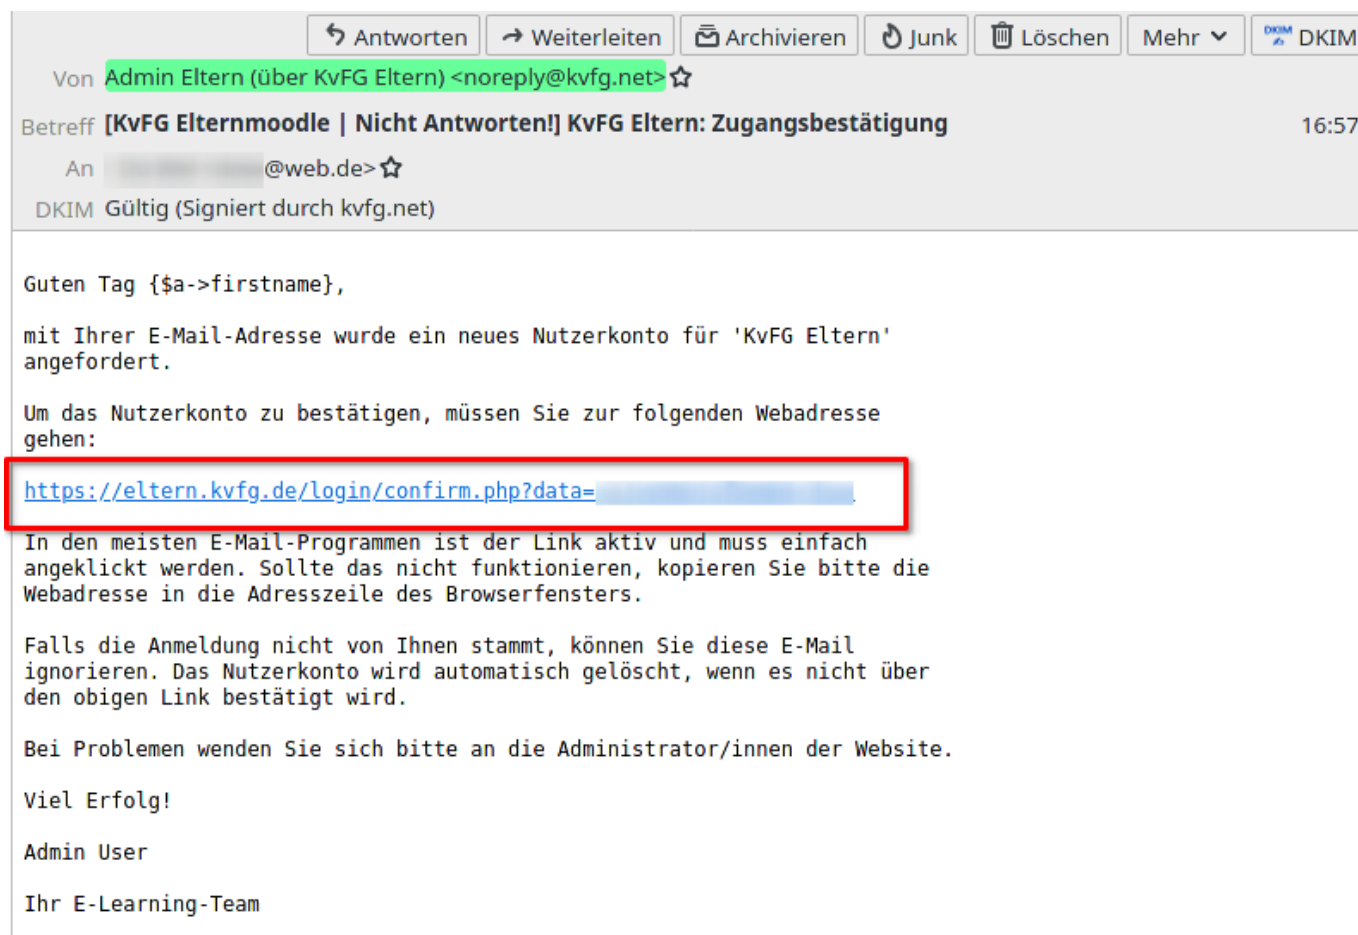 Antworten Weiterleiten Archivieren Junk Löschen Mehr DKIM DKIM
Von Admin Eltern (über KvFG Eltern) <noreply@kvfg.net>
Betreff [KvFG Elternmoodle | Nicht Antworten!] KvFG Eltern: Zugangsbestätigung 16:57
An @web.de>
DKIM Gültig (Signiert durch kvfg.net)
Guten Tag {$a->firstname},
mit Ihrer E-Mail-Adresse wurde ein neues Nutzerkonto für 'KvFG Eltern'
angefordert.
Um das Nutzerkonto zu bestätigen, müssen Sie zur folgenden Webadresse
gehen:
https://eltern.kvfg.de/login/confirm.php?data=
In den meisten E-Mail-Programmen ist der Link aktiv und muss einfach
angeklickt werden. Sollte das nicht funktionieren, kopieren Sie bitte die
Webadresse in die Adresszeile des Browserfensters.
Falls die Anmeldung nicht von Ihnen stammt, können Sie diese E-Mail
ignorieren. Das Nutzerkonto wird automatisch gelöscht, wenn es nicht über
den obigen Link bestätigt wird.
Bei Problemen wenden Sie sich bitte an die Administrator/innen der Website.
Viel Erfolg!
Admin User
Ihr E-Learning-Team